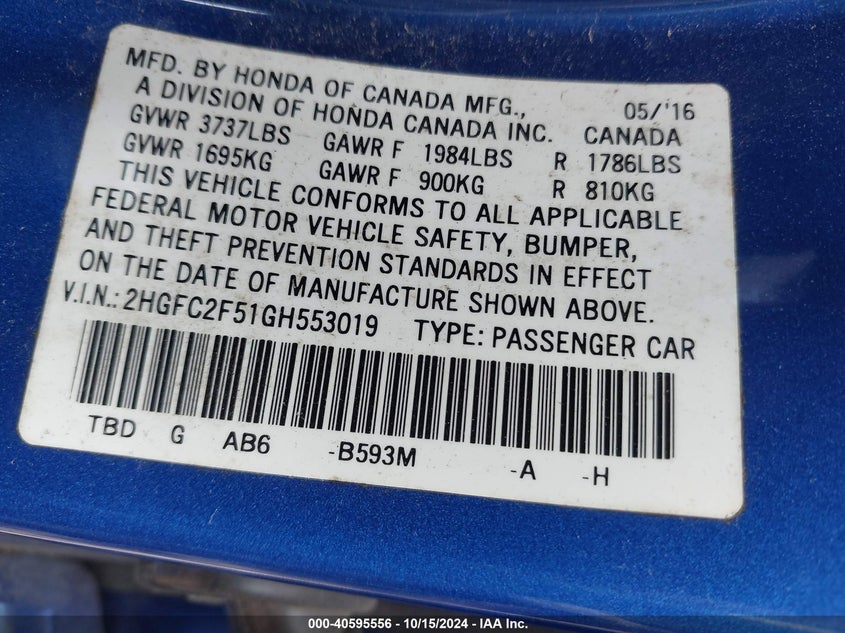 MFD. BY HONDA OF CANADA MFG., 05/'16
A DIVISION OF HONDA CANADA INC. CANADA
GVWR 3737LBS GAWR F 1984LBS R 1786LBS
GVWR 1695KG GAWR F 900KG R 810KG
THIS VEHICLE CONFORMS TO ALL APPLICABLE
FEDERAL MOTOR VEHICLE SAFETY, BUMPER,
AND THEFT PREVENTION STANDARDS IN EFFECT
ON THE DATE OF MANUFACTURE SHOWN ABOVE.
V.I.N.: 2HGFC2F51GH553019 TYPE: PASSENGER CAR
TBD G AB6 -B593M -A -H
000-40595556 - 10/15/2024 - IAA Inc.